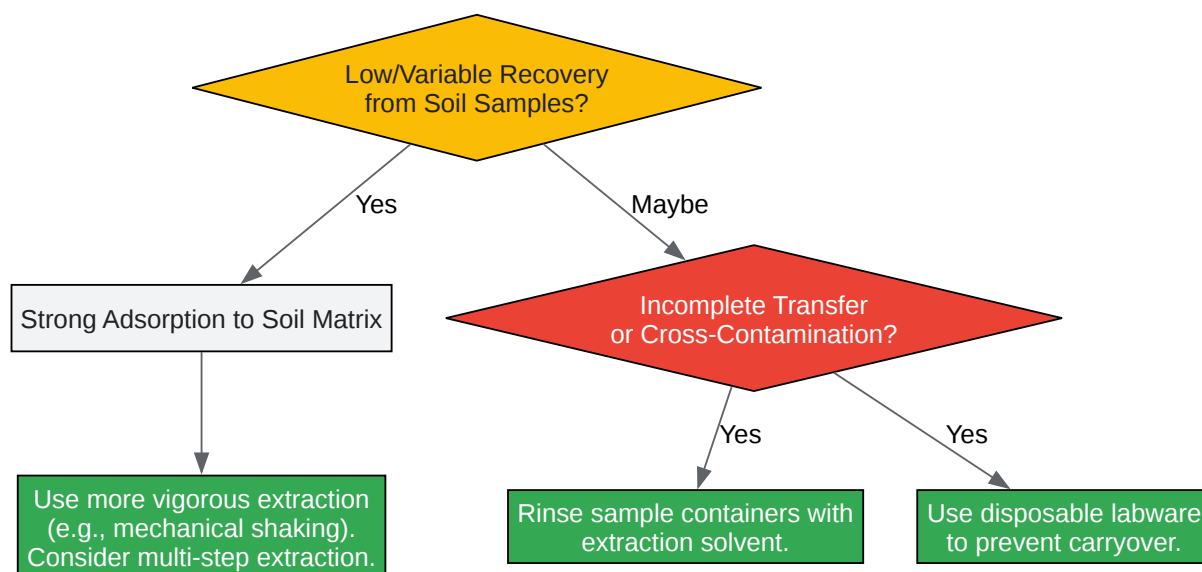 Low/Variable Recovery
from Soil Samples?
Yes
Maybe
Strong Adsorption to Soil Matrix
Incomplete Transfer
or Cross-Contamination?
Yes
Yes
Use more vigorous extraction
(e.g., mechanical shaking).
Consider multi-step extraction.
Rinse sample containers with
extraction solvent.
Use disposable labware
to prevent carryover.